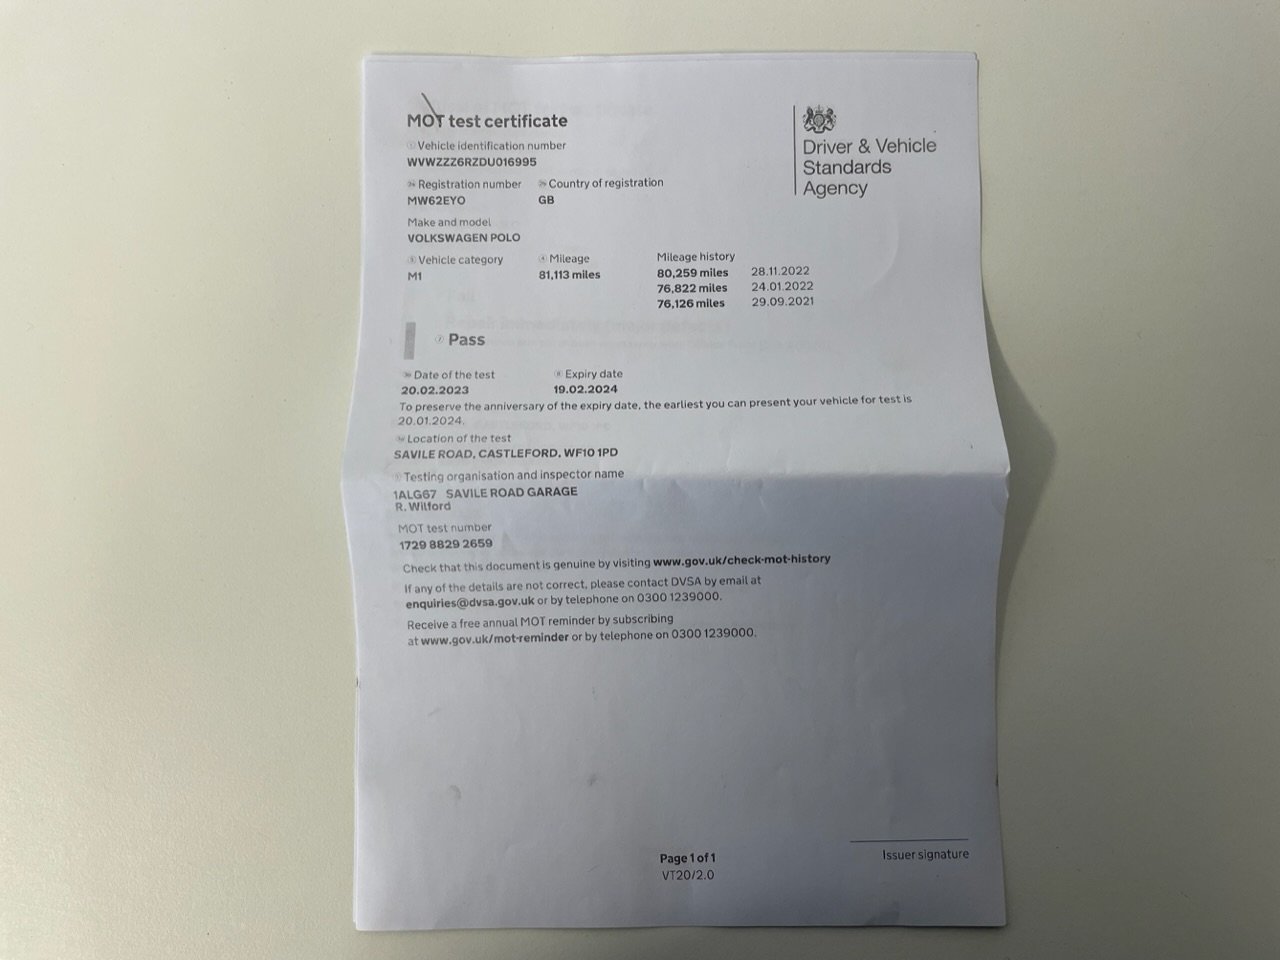 MOT test certificate
Driver & Vehicle
Standards
Agency
Vehicle identification number
WVWZZZ6RZDU016995
Registration number Country of registration
MW62EYO GB
Make and model
VOLKSWAGEN POLO
Vehicle category Mileage Mileage history
M1 81,113 miles 80,259 miles 28.11.2022
76,822 miles 24.01.2022
76,126 miles 29.09.2021
Pass
Date of the test Expiry date
20.02.2023 19.02.2024
To preserve the anniversary of the expiry date, the earliest you can present your vehicle for test is
20.01.2024.
Location of the test
SAVILE ROAD, CASTLEFORD, WF10 1PD
Testing organisation and inspector name
1ALG67 SAVILE ROAD GARAGE
R. Wilford
MOT test number
1729 8829 2659
Check that this document is genuine by visiting www.gov.uk/check-mot-history
If any of the details are not correct, please contact DVSA by email at
enquiries@dvsa.gov.uk or by telephone on 0300 1239000.
Receive a free annual MOT reminder by subscribing
at www.gov.uk/mot-reminder or by telephone on 0300 1239000.
Issuer signature
Page 1 of 1
VT20/2.0